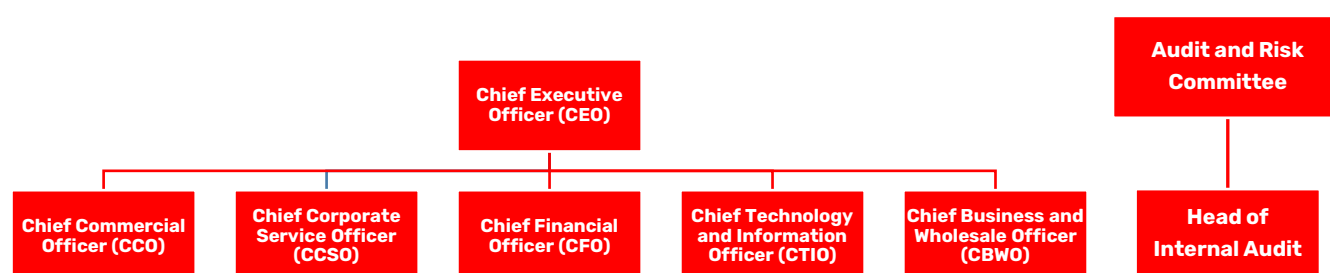 Audit and Risk
Committee
Chief Executive
Officer (CEO)
Chief Commercial
Officer (CCO)
Chief Corporate
Service Officer
(CCSO)
Chief Financial
Officer (CFO)
Chief Technology
and Information
Officer (CTIO)
Chief Business and
Wholesale Officer
(CBWO)
Head of
Internal Audit